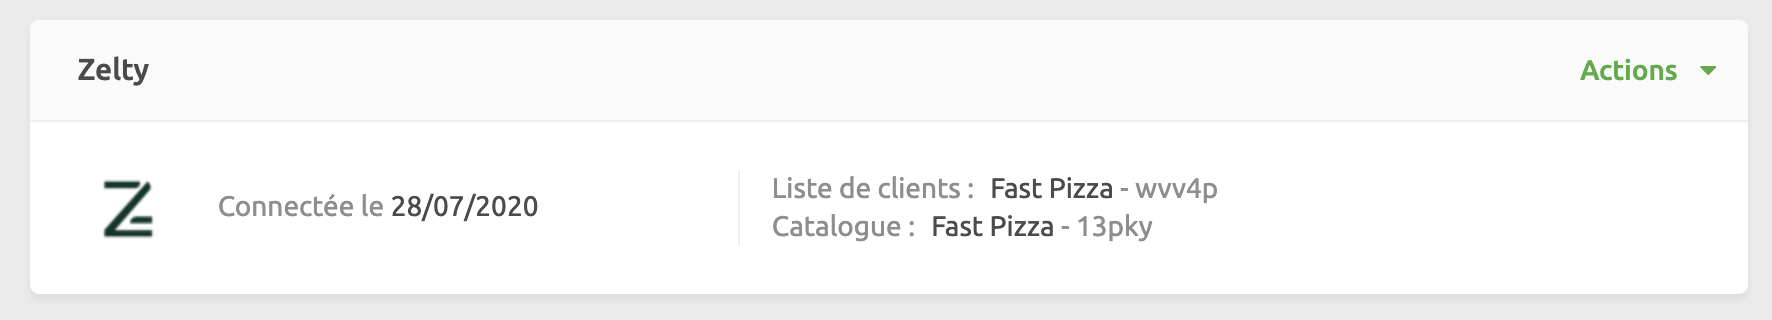 Zelty
Actions
Connectée le 28/07/2020
Liste de clients : Fast Pizza - wvv4p
Catalogue : Fast Pizza - 13pky